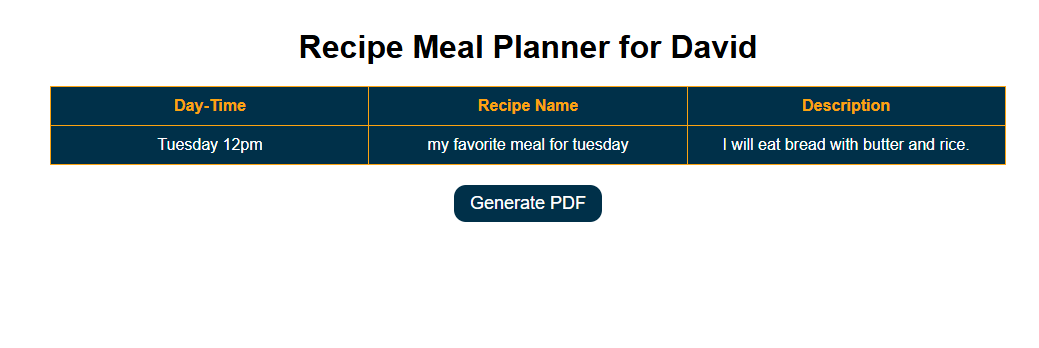 Recipe Meal Planner for David
Day-Time Recipe Name Description
Tuesday 12pm my favorite meal for tuesday I will eat bread with butter and rice.
Generate PDF